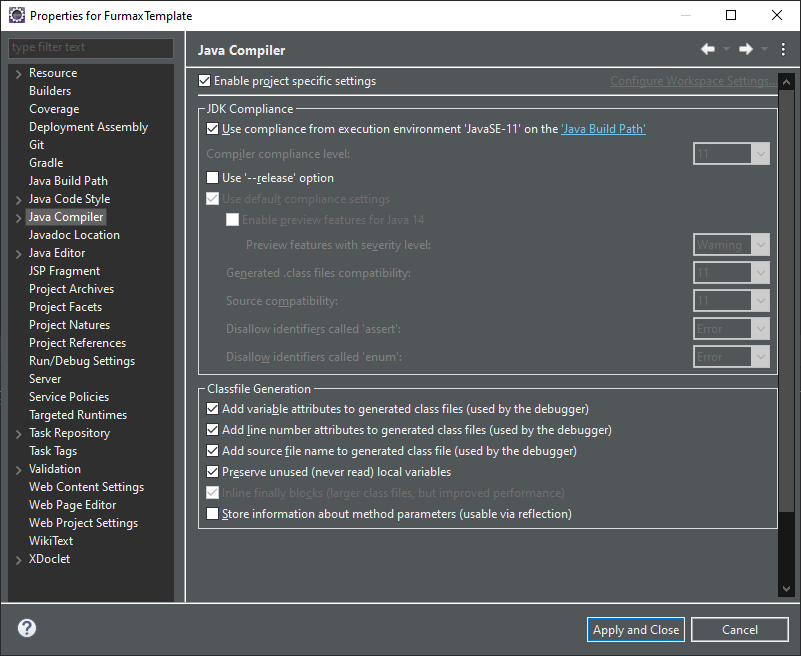 Properties for FurmaxTemplate
type filter text
Resource
Builders
Coverage
Deployment Assembly
Git
Gradle
Java Build Path
Java Code Style
Java Compiler
Javadoc Location
Java Editor
JSP Fragment
Project Archives
Project Facets
Project Natures
Project References
Run/Debug Settings
Server
Service Policies
Targeted Runtimes
Task Repository
Task Tags
Validation
Web Content Settings
Web Page Editor
Web Project Settings
WikiText
XDoclet
Java Compiler
Enable project specific settings
Configure Workspace Settings...
JDK Compliance
Use compliance from execution environment 'JavaSE-11' on the 'Java Build Path'
Compiler compliance level: 11
Use '--release' option
Use default compliance settings
Enable preview features for Java 14
Preview features with severity level: Warning
Generated .class files compatibility: 11
Source compatibility: 11
Disallow identifiers called 'assert': Error
Disallow identifiers called 'enum': Error
Classfile Generation
Add variable attributes to generated class files (used by the debugger)
Add line number attributes to generated class files (used by the debugger)
Add source file name to generated class file (used by the debugger)
Preserve unused (never read) local variables
Inline finally blocks (larger class files, but improved performance)
Store information about method parameters (usable via reflection)
?
Apply and Close
Cancel